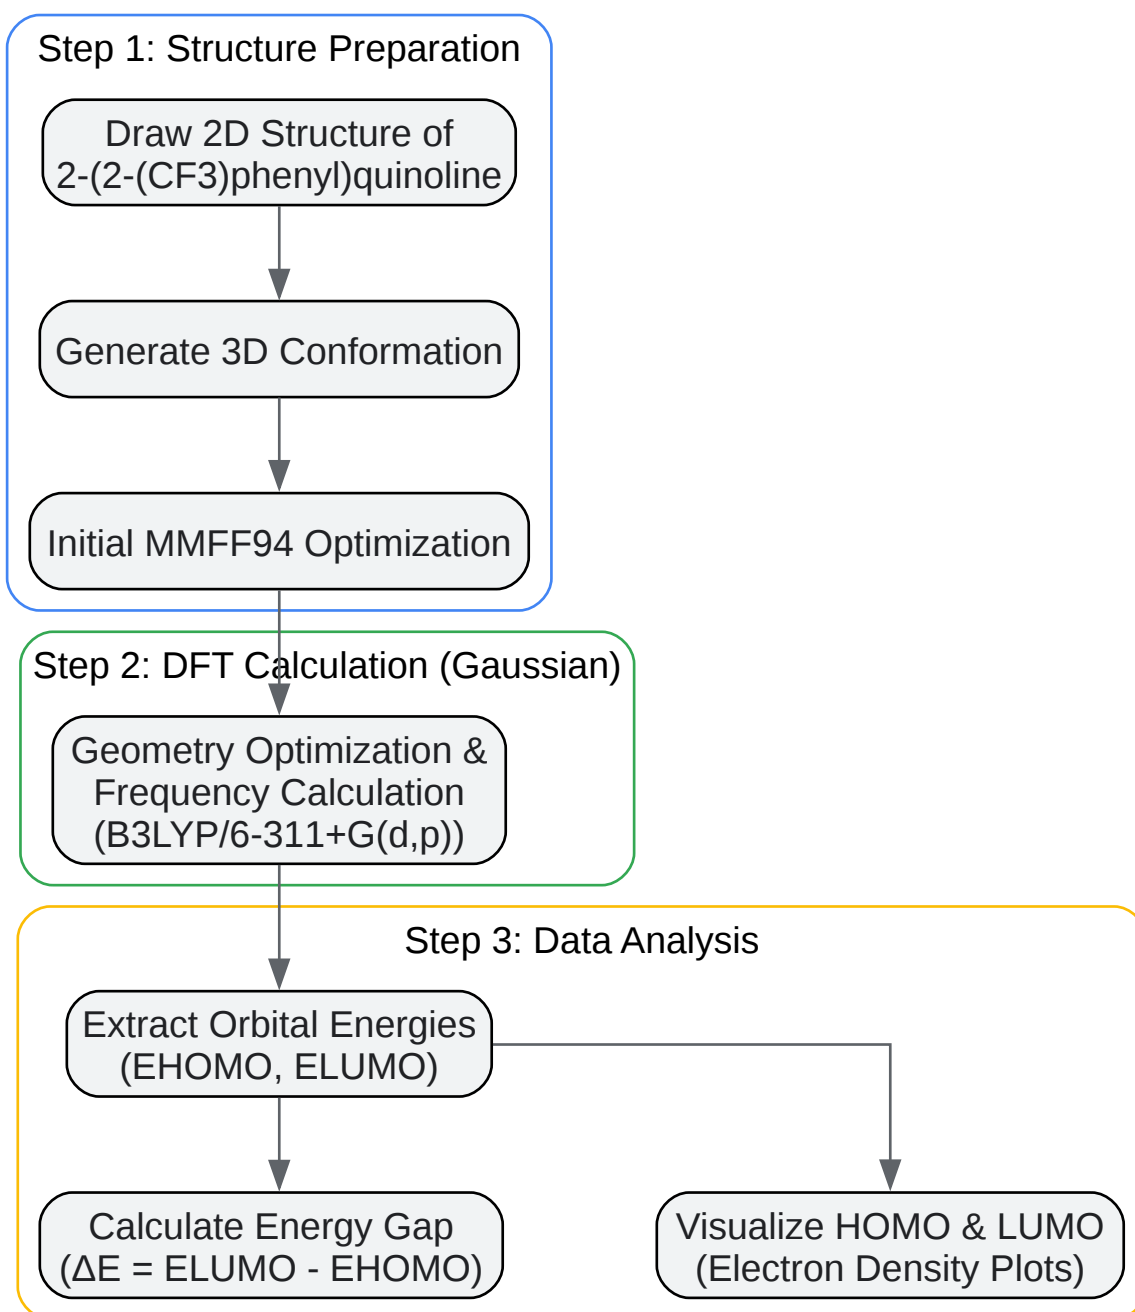 Step 1: Structure Preparation
Draw 2D Structure of
2-(2-(CF3)phenyl)quinoline
Generate 3D Conformation
Initial MMFF94 Optimization
Step 2: DFT Calculation (Gaussian)
Geometry Optimization &
Frequency Calculation
(B3LYP/6-311+G(d,p))
Step 3: Data Analysis
Extract Orbital Energies
(EHOMO, ELUMO)
Calculate Energy Gap
(ΔE = ELUMO - EHOMO)
Visualize HOMO & LUMO
(Electron Density Plots)